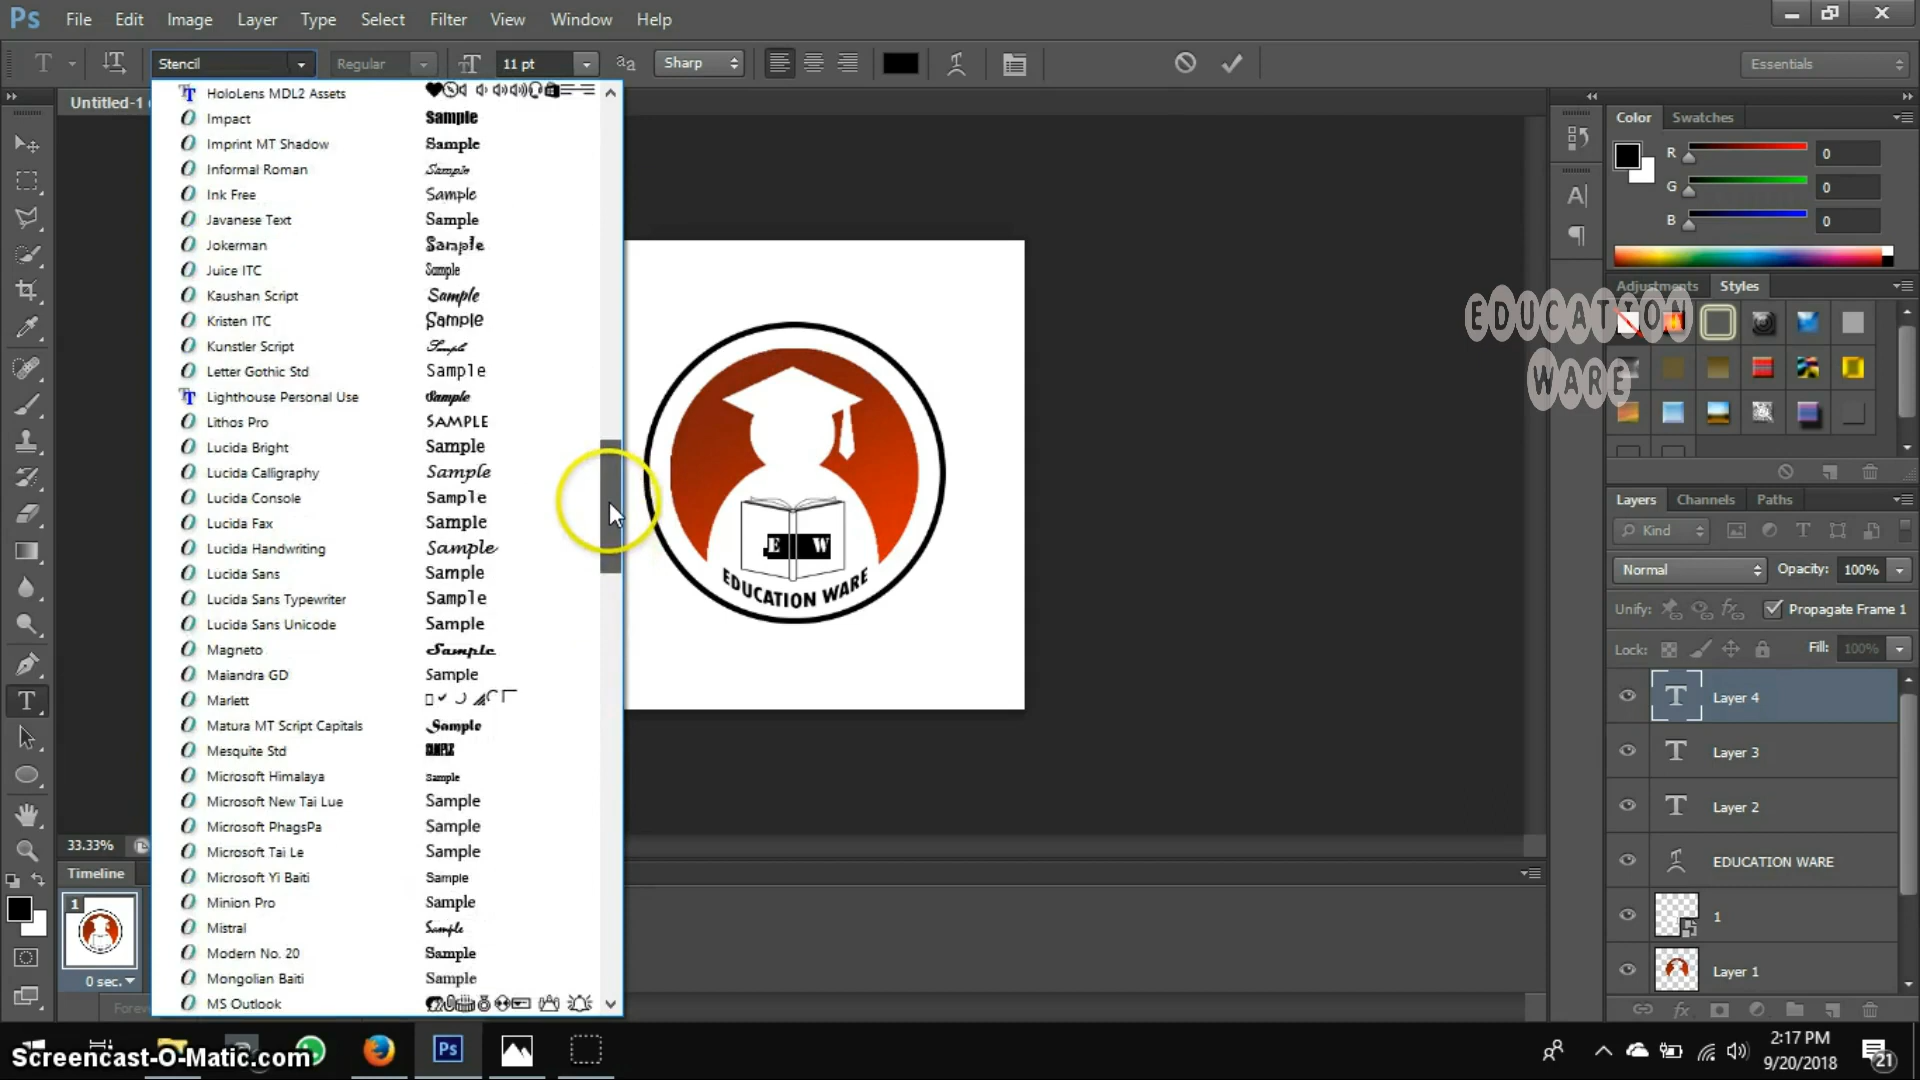 Ps File Edit Image Layer Type Select Filter View Window Help
T Stencil Regular 11 pt aa Sharp Essentials
Untitled-1
HoloLens MDL2 Assets
Impact Sample
Imprint MT Shadow Sample
Informal Roman Sample
Ink Free Sample
Javanese Text Sample
Jokerman Sample
Juice ITC Sample
Kaushan Script Sample
Kristen ITC Sample
Kunstler Script Sample
Letter Gothic Std Sample
Lighthouse Personal Use Sample
Lithos Pro SAMPLE
Lucida Bright Sample
Lucida Calligraphy Sample
Lucida Console Sample
Lucida Fax Sample
Lucida Handwriting Sample
Lucida Sans Sample
Lucida Sans Typewriter Sample
Lucida Sans Unicode Sample
Magneto Sample
Maiandra GD Sample
Marlett
Matura MT Script Capitals Sample
Mesquite Std SAMPLE
Microsoft Himalaya Sample
Microsoft New Tai Lue Sample
Microsoft PhagsPa Sample
Microsoft Tai Le Sample
Microsoft Yi Baiti Sample
Minion Pro Sample
Mistral Sample
Modern No. 20 Sample
Mongolian Baiti Sample
MS Outlook
E W
EDUCATION WARE
33.33%
Timeline
1
0 sec.
Forev
Color Swatches
R 0
G 0
B 0
Adjustments Styles
EDUCATION
WARE
Layers Channels Paths
Kind
Normal Opacity: 100%
Unify: Propagate Frame 1
Lock: Fill: 100%
Layer 4
Layer 3
Layer 2
EDUCATION WARE
1
Layer 1
Screencast-O-Matic.com
Ps
2:17 PM
9/20/2018
21